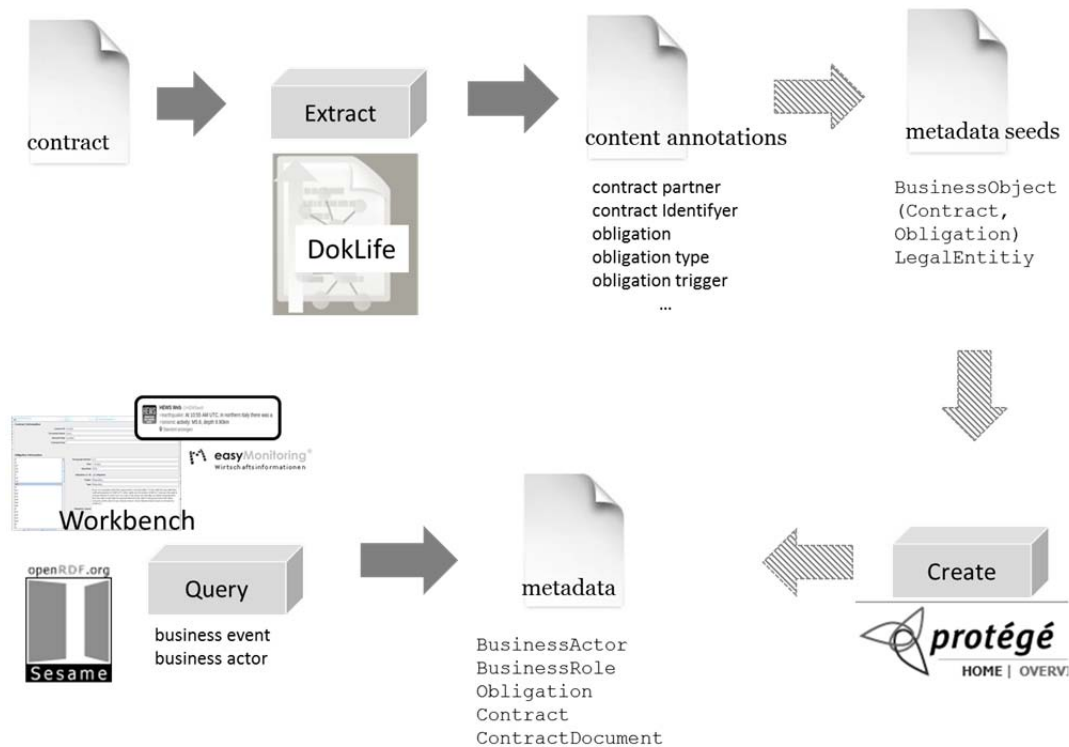 contract
Extract
DokLife
content annotations
contract partner
contract Identifyer
obligation
obligation type
obligation trigger
...
metadata seeds
BusinessObject
(Contract,
Obligation)
LegalEntitiy
easyMonitoring®
Wirtschaftsinformationen
Workbench
openRDF.org
Sesame
Query
business event
business actor
metadata
BusinessActor
BusinessRole
Obligation
Contract
ContractDocument
Create
protégé
HOME | OVERVI